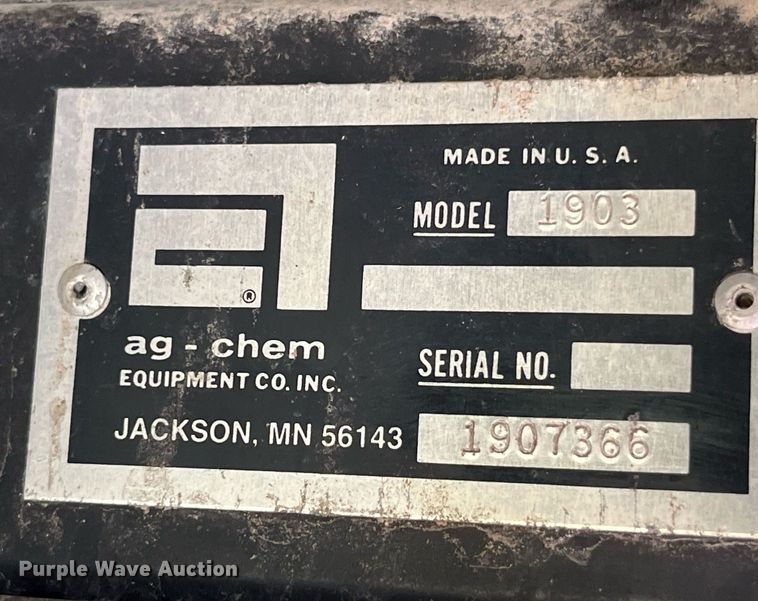 MADE IN U. S. A.
MODEL 1903
®
ag - chem
EQUIPMENT CO. INC.
JACKSON, MN 56143
SERIAL NO.
1907366
Purple Wave Auction